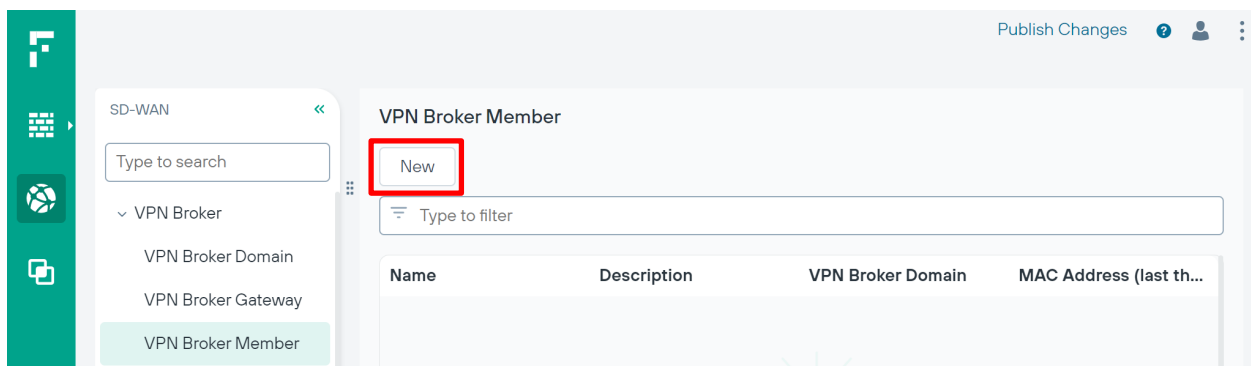 Publish Changes
SD-WAN
Type to search
VPN Broker
VPN Broker Domain
VPN Broker Gateway
VPN Broker Member
VPN Broker Member
New
Type to filter
Name Description VPN Broker Domain MAC Address (last th...